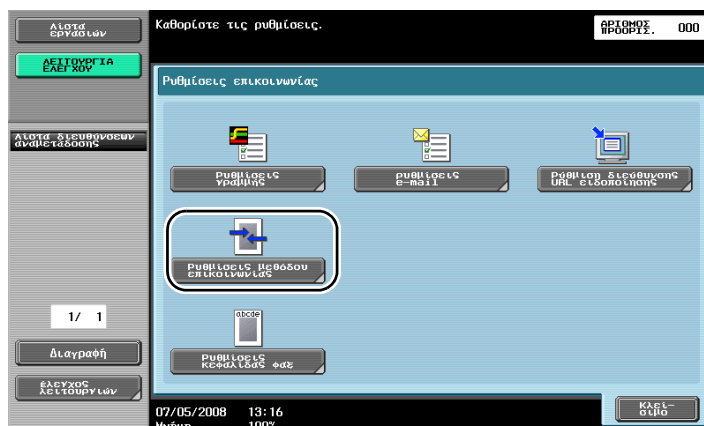 Λίστα
εργασιών
Καθορίστε τις ρυθμίσεις.
ΑΡΙΘΜΟΣ
ΠΡΟΟΡΙΣ.
000
ΛΕΙΤΟΥΡΓΙΑ
ΕΛΕΓΧΟΥ
Ρυθμίσεις επικοινωνίας
Λίστα διευθύνσεων
αναμετάδοσης
Ρυθμίσεις
γραμμής
ρυθμίσεις
e-mail
Ρύθμιση διεύθυνσης
URL ειδοποίησης
Ρυθμίσεις μεθόδου
επικοινωνίας
abcde
Ρυθμίσεις
κεφαλίδας φαξ
1/ 1
Διαγραφή
έλεγχος
λειτουργιών
Κλεί-
σιμο
07/05/2008 13:16
Μνήμη 100%